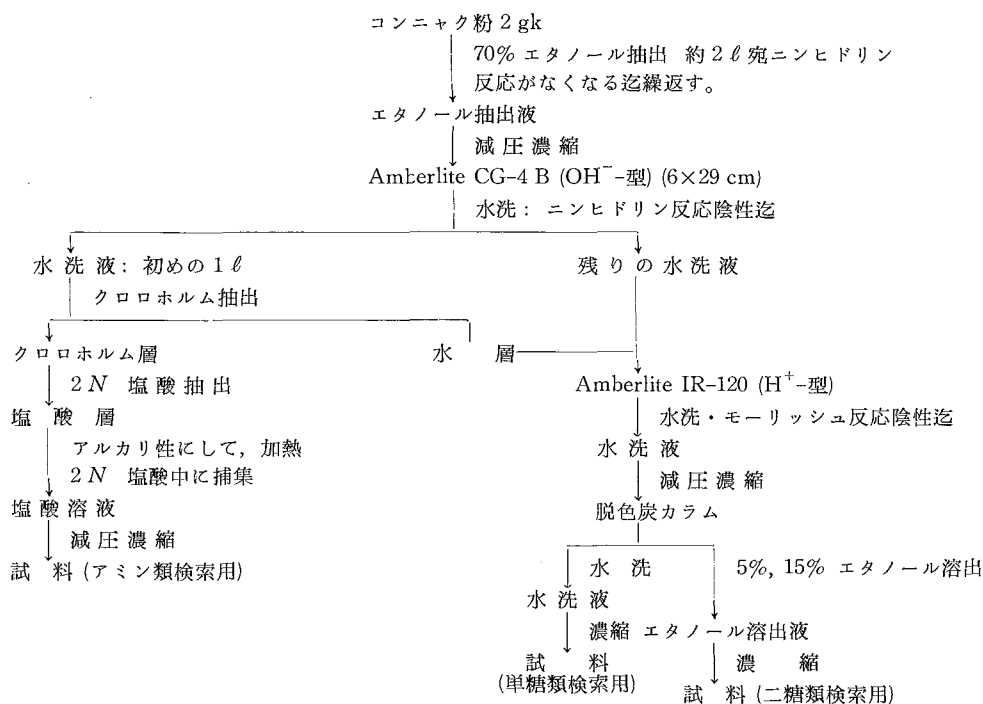 コンニャク粉 2 gk
70% エタノール抽出 約 2 ℓ 宛ニンヒドリン
反応がなくなる迄繰返す。
エタノール抽出液
減圧濃縮
Amberlite CG-4 B (OH⁻-型) (6×29 cm)
水洗: ニンヒドリン反応陰性迄
水洗液: 初めの 1 ℓ
残りの水洗液
クロロホルム抽出
クロロホルム層
水層
2N 塩酸抽出
Amberlite IR-120 (H⁺-型)
塩酸層
水洗・モーリッシュ反応陰性迄
アルカリ性にして, 加熱
2N 塩酸中に捕集
水洗液
減圧濃縮
塩酸溶液
脱色炭カラム
減圧濃縮
試料 (アミン類検索用)
水洗
5%, 15% エタノール溶出
水洗液
濃縮
エタノール溶出液
試料
(単糖類検索用)
濃縮
試料 (二糖類検索用)